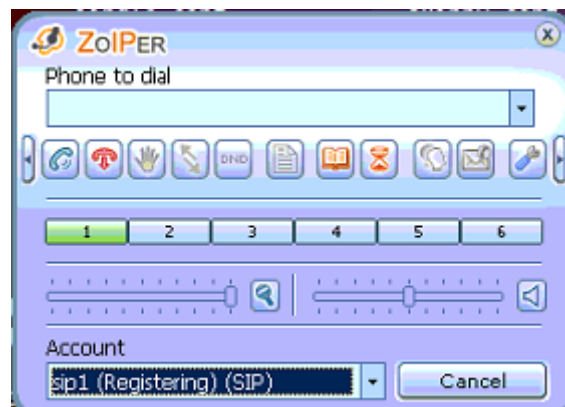 ZoIPER
Phone to dial
DND
1 2 3 4 5 6
Account
sip1 (Registering) (SIP)
Cancel